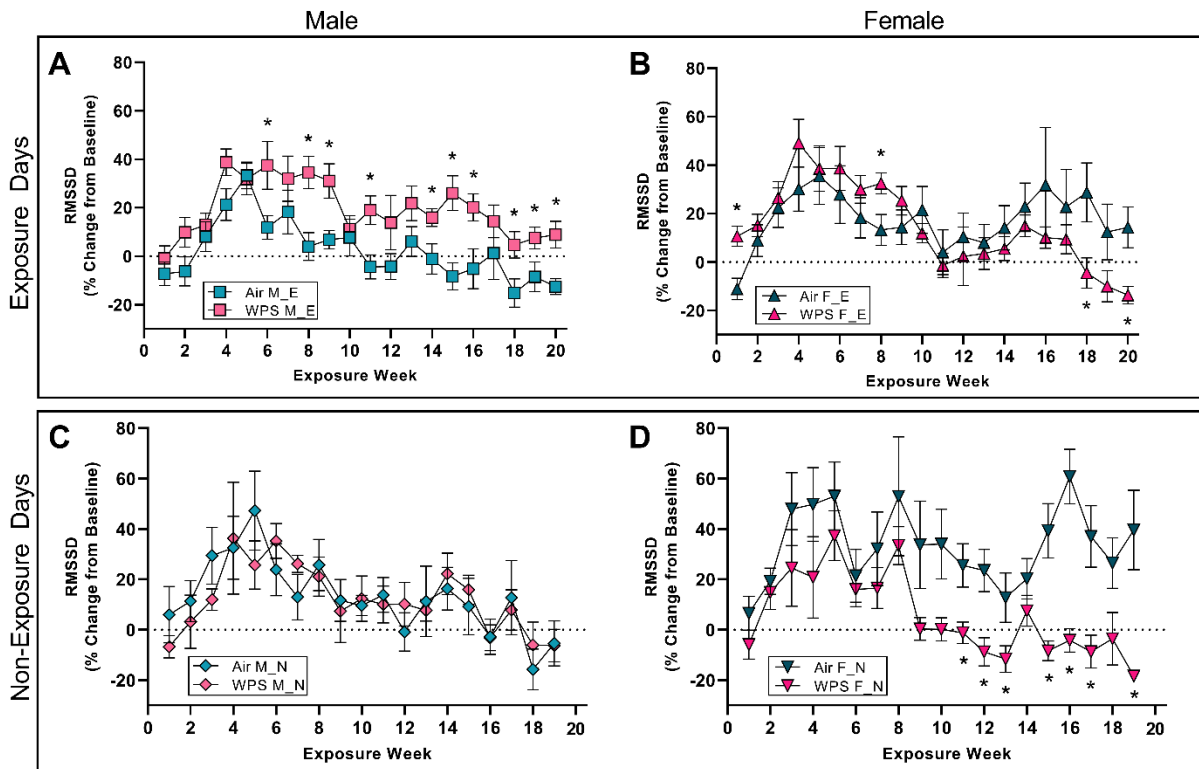 Male
Female
Exposure Days
A
RMSSD
(% Change from Baseline)
80
60
40
20
0
-20
* * * * * * * * * *
Air M_E
WPS M_E
0 2 4 6 8 10 12 14 16 18 20
Exposure Week
B
RMSSD
(% Change from Baseline)
80
60
40
20
0
-20
* * * *
Air F_E
WPS F_E
0 2 4 6 8 10 12 14 16 18 20
Exposure Week
Non-Exposure Days
C
RMSSD
(% Change from Baseline)
80
60
40
20
0
-20
Air M_N
WPS M_N
0 2 4 6 8 10 12 14 16 18 20
Exposure Week
D
RMSSD
(% Change from Baseline)
80
60
40
20
0
-20
* * * * * * *
Air F_N
WPS F_N
0 2 4 6 8 10 12 14 16 18 20
Exposure Week